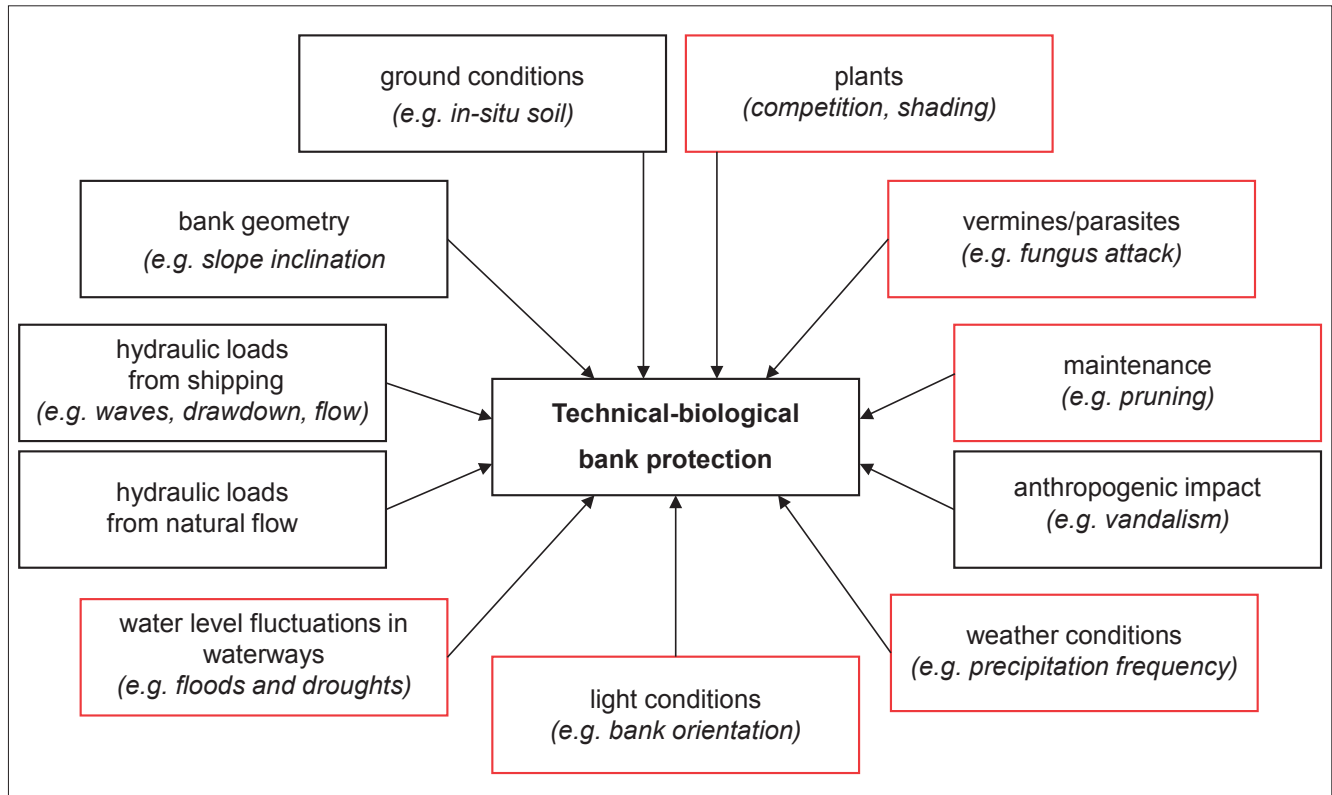 ground conditions
(e.g. in-situ soil)
plants
(competition, shading)
bank geometry
(e.g. slope inclination
vermines/parasites
(e.g. fungus attack)
hydraulic loads
from shipping
(e.g. waves, drawdown, flow)
maintenance
(e.g. pruning)
Technical-biological
bank protection
hydraulic loads
from natural flow
anthropogenic impact
(e.g. vandalism)
water level fluctuations in
waterways
(e.g. floods and droughts)
light conditions
(e.g. bank orientation)
weather conditions
(e.g. precipitation frequency)